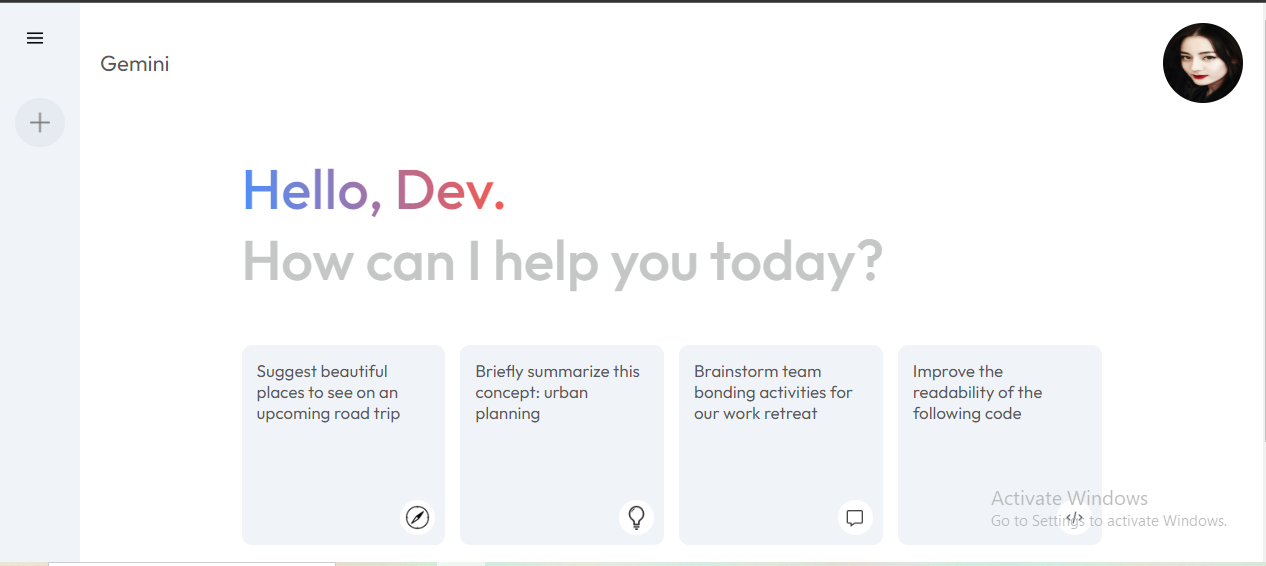 Gemini
Hello, Dev.
How can I help you today?
Suggest beautiful
places to see on an
upcoming road trip
Briefly summarize this
concept: urban
planning
Brainstorm team
bonding activities for
our work retreat
Improve the
readability of the
following code
Activate Windows
Go to Settings to activate Windows.